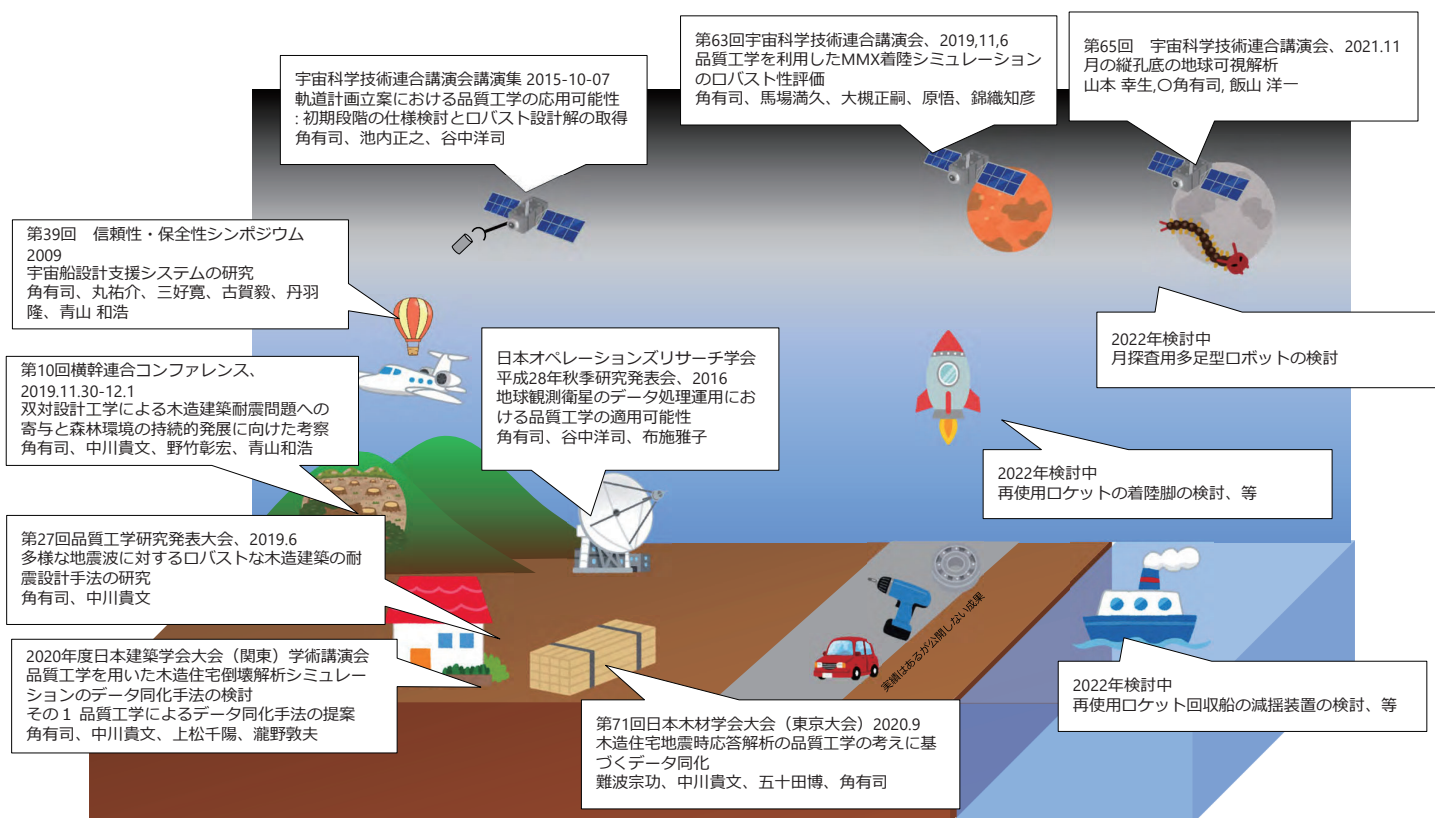 宇宙科学技術連合講演会講演集 2015-10-07
軌道計画立案における品質工学の応用可能性
: 初期段階の仕様検討とロバスト設計解の取得
角有司、池内正之、谷中洋司
第63回宇宙科学技術連合講演会、2019,11,6
品質工学を利用したMMX着陸シミュレーション
のロバスト性評価
角有司、馬場満久、大槻正嗣、原悟、錦織知彦
第65回　宇宙科学技術連合講演会、2021.11
月の縦孔底の地球可視解析
山本 幸生,〇角有司, 飯山 洋一
第39回　信頼性・保全性シンポジウム
2009
宇宙船設計支援システムの研究
角有司、丸祐介、三好寛、古賀毅、丹羽
隆、青山 和浩
第10回横幹連合コンファレンス、
2019.11.30-12.1
双対設計工学による木造建築耐震問題への
寄与と森林環境の持続的発展に向けた考察
角有司、中川貴文、野竹彰宏、青山和浩
日本オペレーションズリサーチ学会
平成28年秋季研究発表会、2016
地球観測衛星のデータ処理運用にお
ける品質工学の適用可能性
角有司、谷中洋司、布施雅子
2022年検討中
月探査用多足型ロボットの検討
2022年検討中
再使用ロケットの着陸脚の検討、等
第27回品質工学研究発表大会、2019.6
多様な地震波に対するロバストな木造建築の耐
震設計手法の研究
角有司、中川貴文
2020年度日本建築学会大会（関東）学術講演会
品質工学を用いた木造住宅倒壊解析シミュレー
ションのデータ同化手法の検討
その１ 品質工学によるデータ同化手法の提案
角有司、中川貴文、上松千陽、瀧野敦夫
実績はあるが公開しない成果
第71回日本木材学会大会（東京大会）2020.9
木造住宅地震時応答解析の品質工学の考えに基
づくデータ同化
難波宗功、中川貴文、五十田博、角有司
2022年検討中
再使用ロケット回収船の減揺装置の検討、等